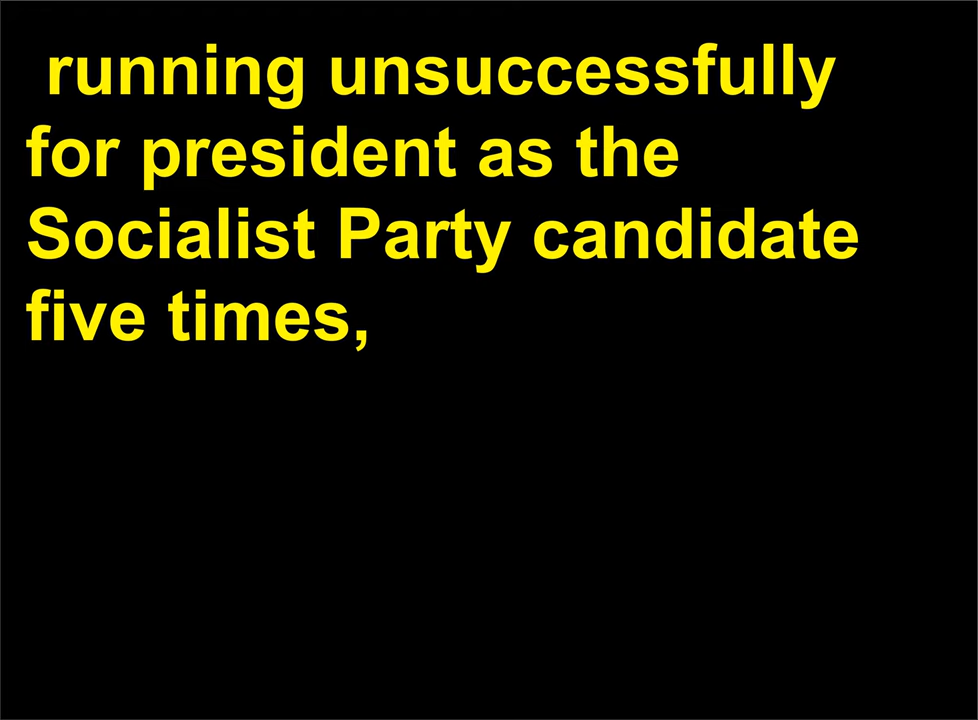 running unsuccessfully
for president as the
Socialist Party candidate
five times,